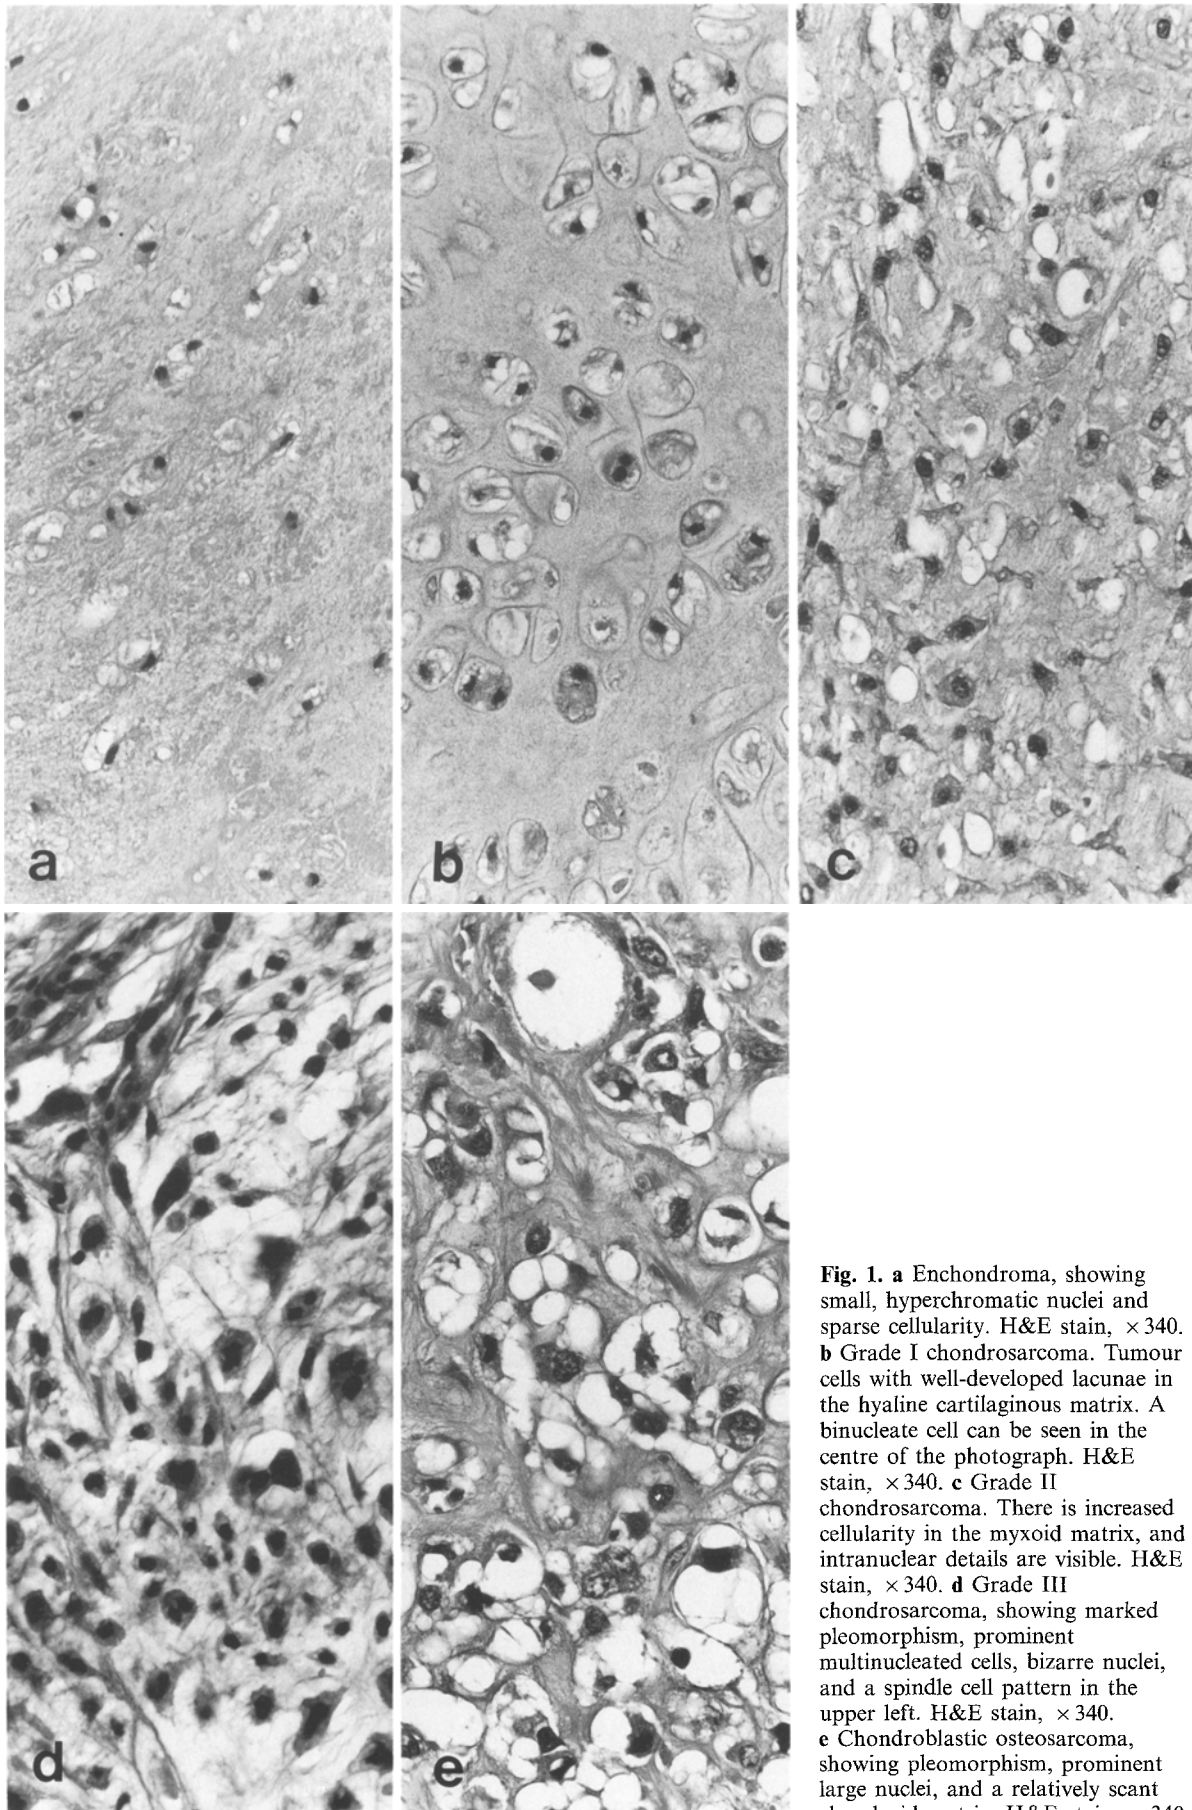 a
b
c
d
e
Fig. 1. a Enchondroma, showing
small, hyperchromatic nuclei and
sparse cellularity. H&E stain, ×340.
b Grade I chondrosarcoma. Tumour
cells with well-developed lacunae in
the hyaline cartilaginous matrix. A
binucleate cell can be seen in the
centre of the photograph. H&E
stain, ×340. c Grade II
chondrosarcoma. There is increased
cellularity in the myxoid matrix, and
intranuclear details are visible. H&E
stain, ×340. d Grade III
chondrosarcoma, showing marked
pleomorphism, prominent
multinucleated cells, bizarre nuclei,
and a spindle cell pattern in the
upper left. H&E stain, ×340.
e Chondroblastic osteosarcoma,
showing pleomorphism, prominent
large nuclei, and a relatively scant